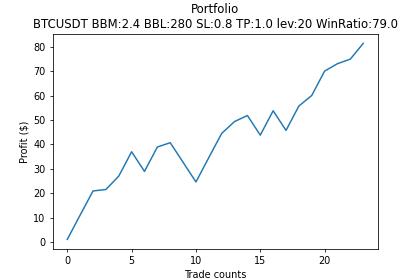 Portfolio
BTCUSDT BBM:2.4 BBL:280 SL:0.8 TP:1.0 lev:20 WinRatio:79.0
80
70
60
50
40
30
20
10
0
Profit ($)
0 5 10 15 20
Trade counts